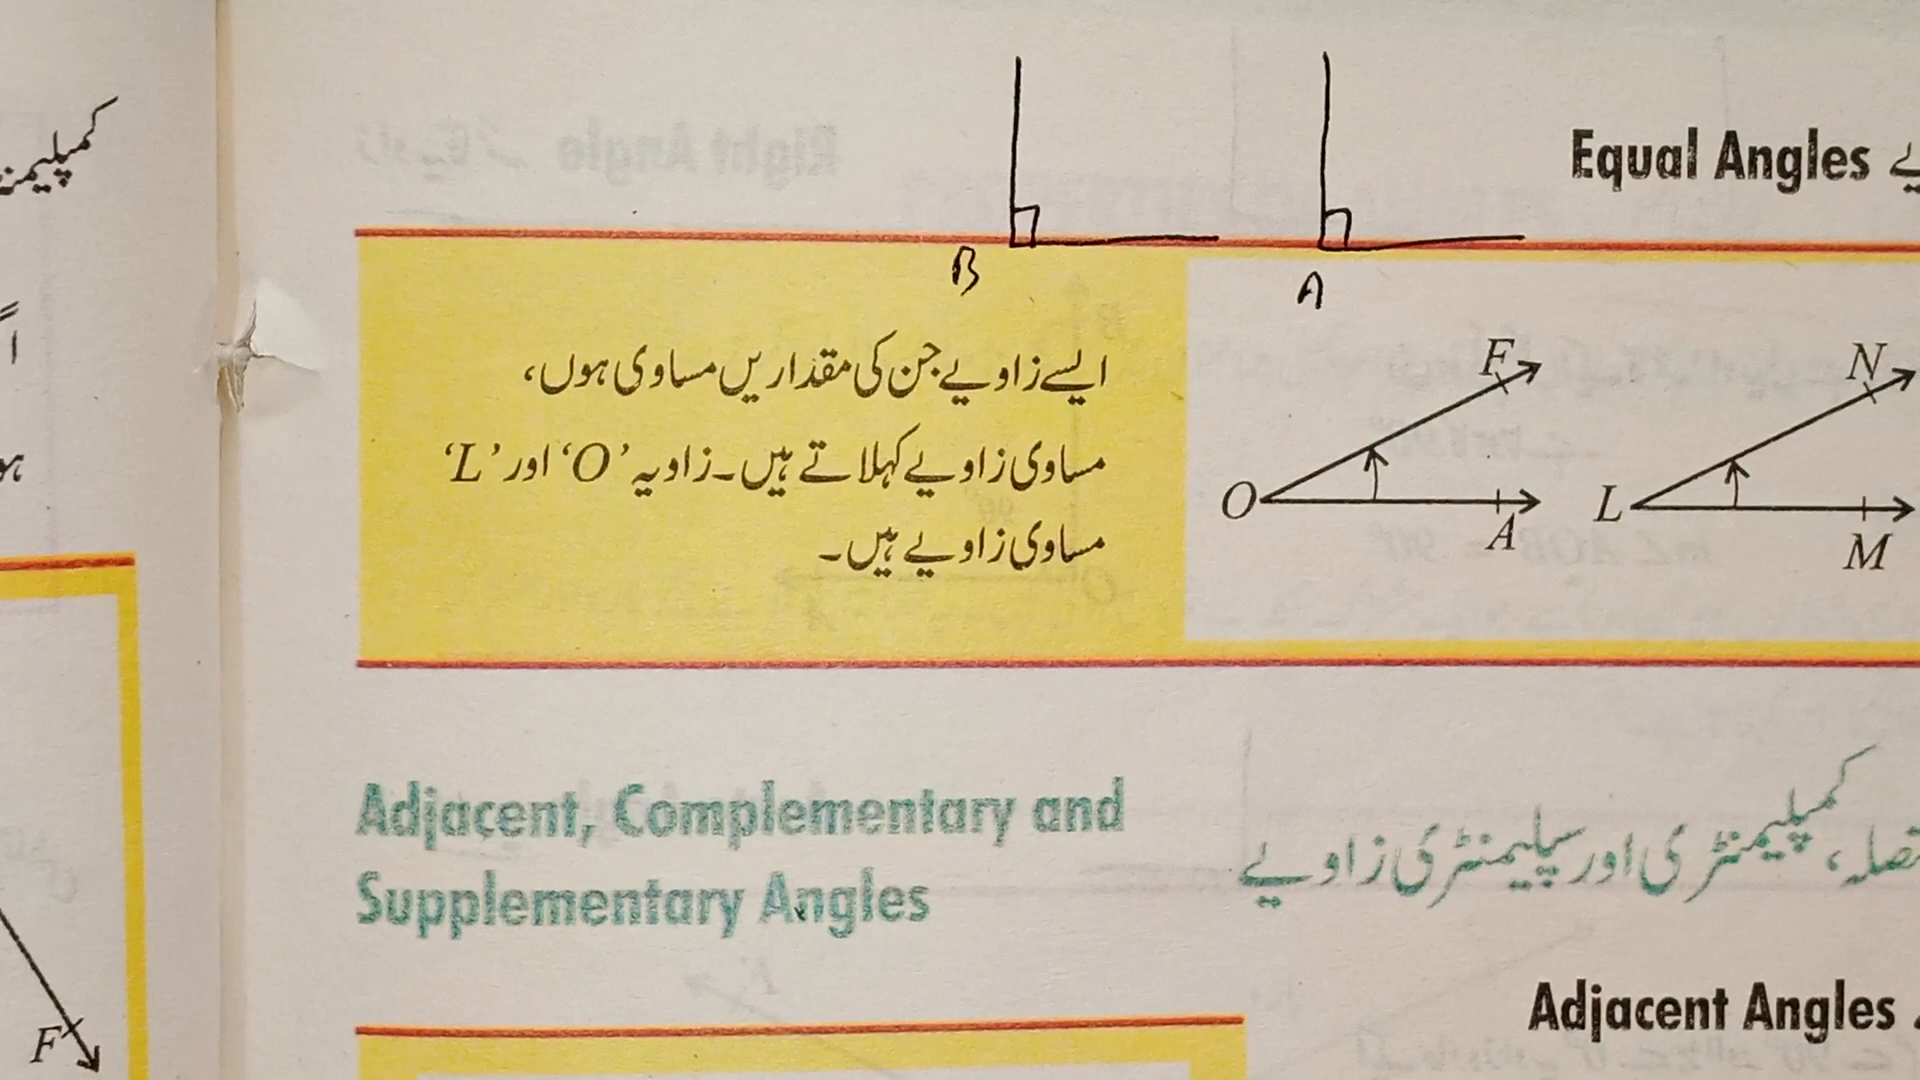 Equal Angles
B
A
ایسے زاویے جن کی مقداریں مساوی ہوں،
مساوی زاویے کہلاتے ہیں۔ زاویہ ’O‘ اور ’L‘
مساوی زاویے ہیں۔
F
O
A
N
L
M
Adjacent, Complementary and
Supplementary Angles
کمپلیمنٹری اور سپلیمنٹری زاویے
Adjacent Angles
F